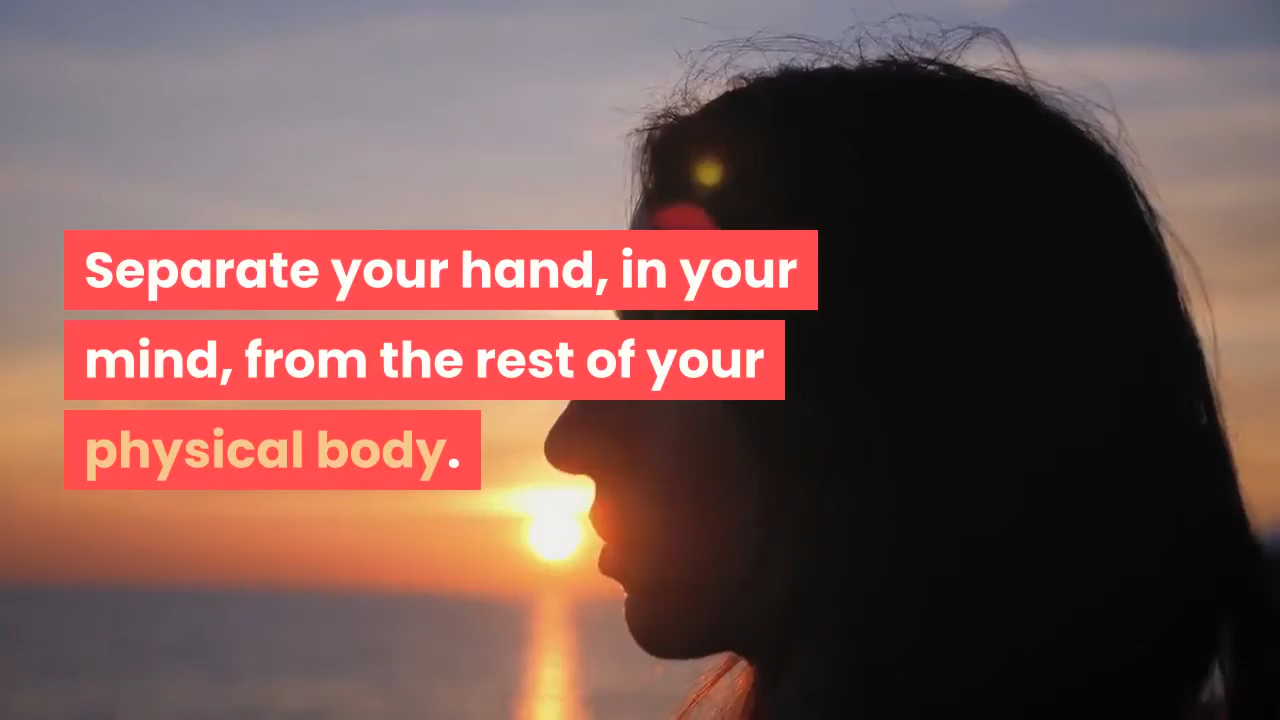 Separate your hand, in your
mind, from the rest of your
physical body.